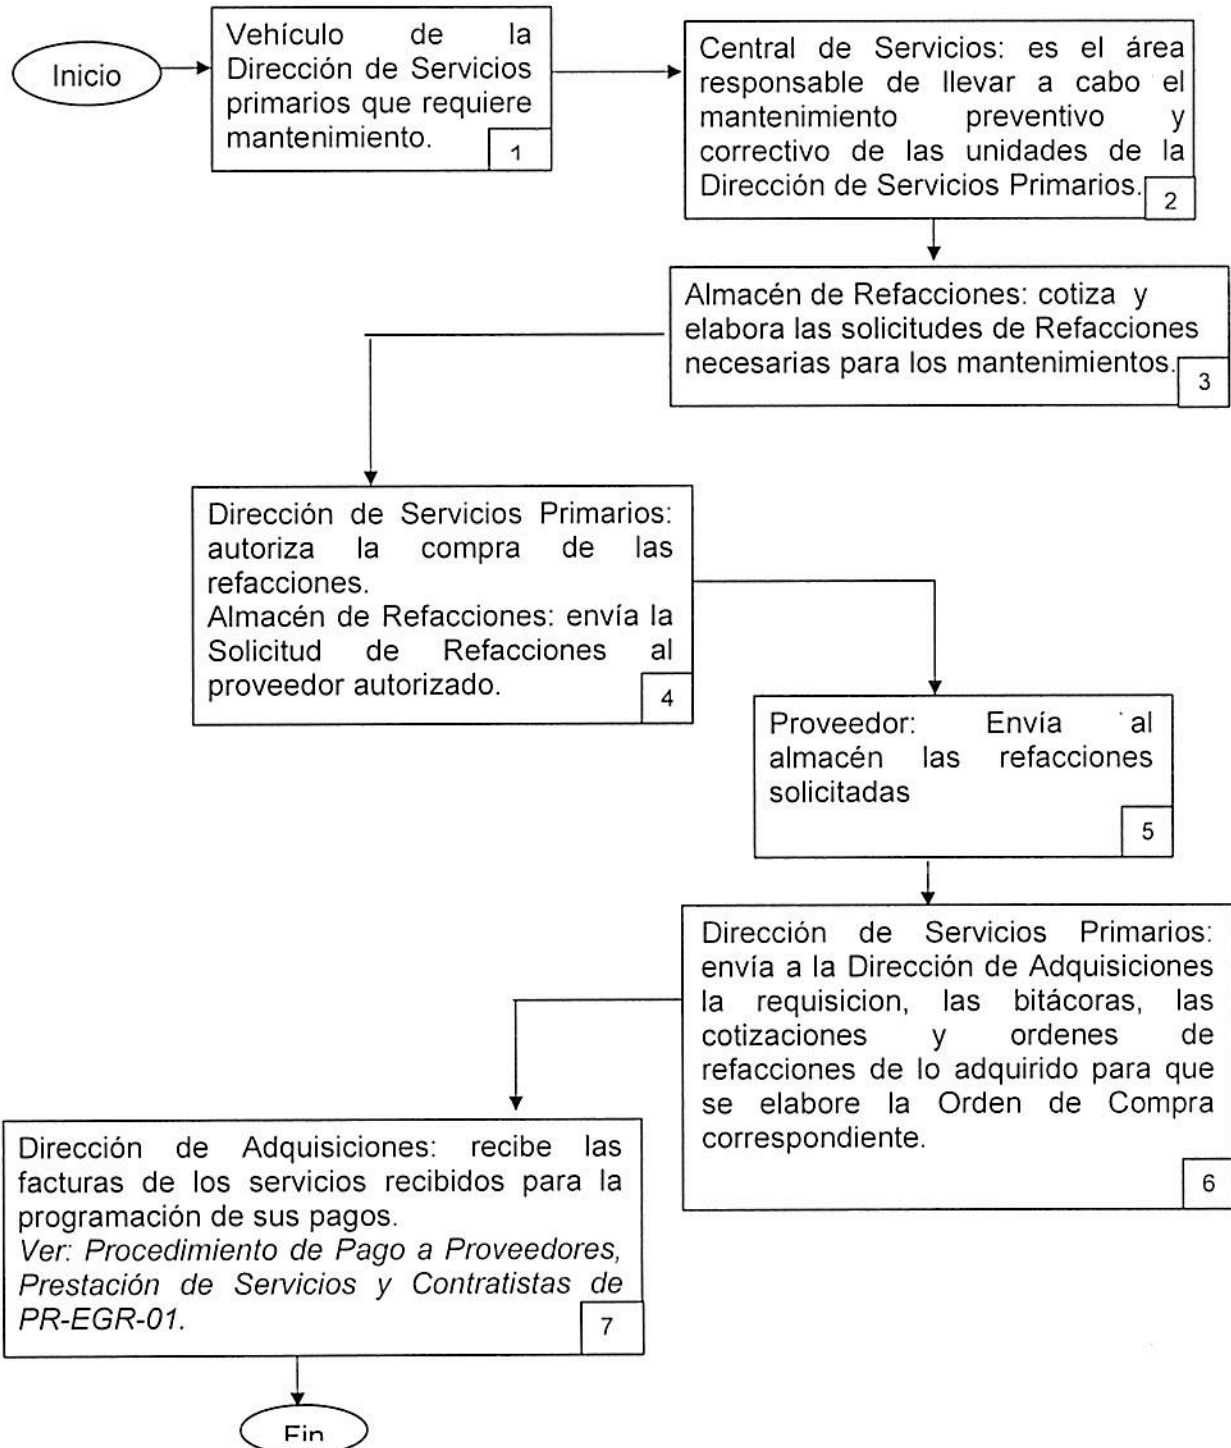 Inicio
Vehículo de la
Dirección de Servicios
primarios que requiere
mantenimiento.
1
Central de Servicios: es el área
responsable de llevar a cabo el
mantenimiento preventivo y
correctivo de las unidades de la
Dirección de Servicios Primarios.
2
Almacén de Refacciones: cotiza y
elabora las solicitudes de Refacciones
necesarias para los mantenimientos.
3
Dirección de Servicios Primarios:
autoriza la compra de las
refacciones.
Almacén de Refacciones: envía la
Solicitud de Refacciones al
proveedor autorizado.
4
Proveedor: Envía al
almacén las refacciones
solicitadas
5
Dirección de Servicios Primarios:
envía a la Dirección de Adquisiciones
la requisicion, las bitácoras, las
cotizaciones y ordenes de
refacciones de lo adquirido para que
se elabore la Orden de Compra
correspondiente.
6
Dirección de Adquisiciones: recibe las
facturas de los servicios recibidos para la
programación de sus pagos.
Ver: Procedimiento de Pago a Proveedores,
Prestación de Servicios y Contratistas de
PR-EGR-01.
7
Fin